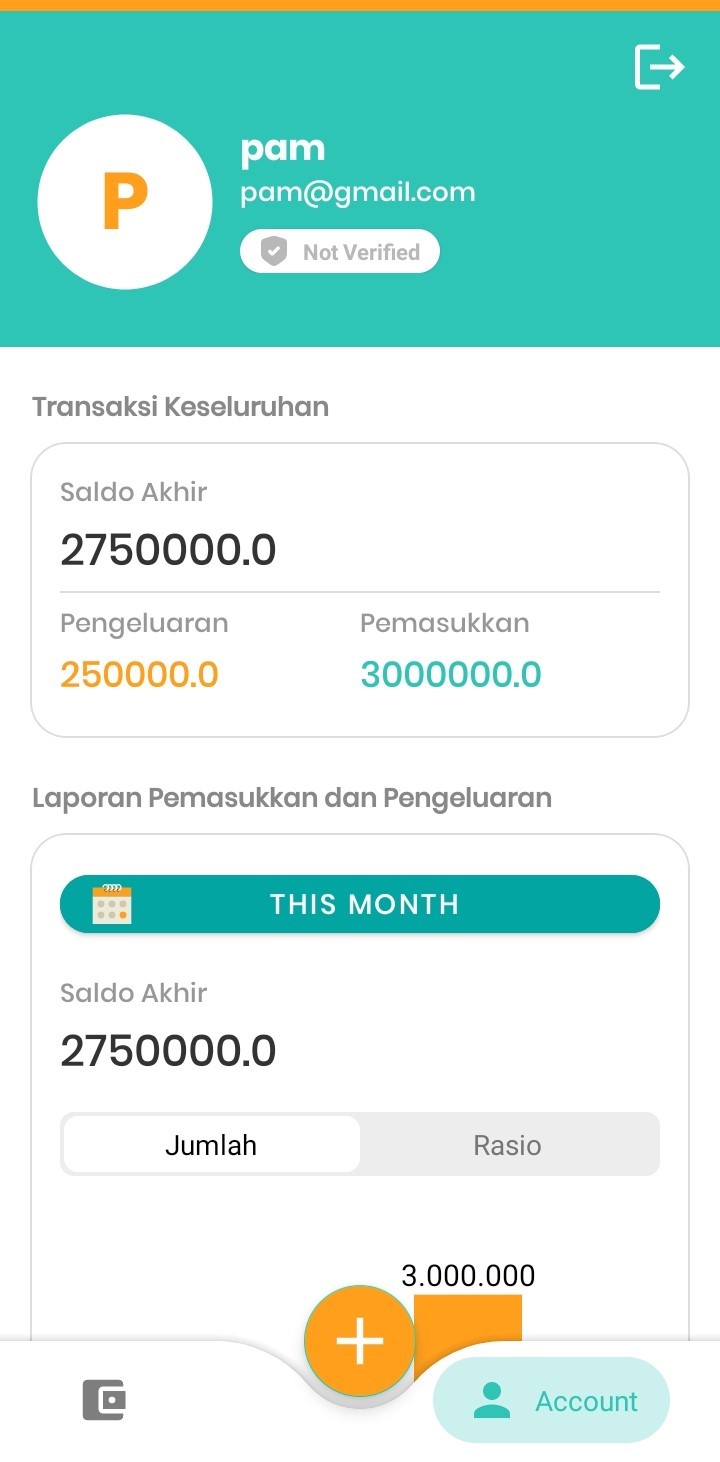 P
pam
pam@gmail.com
Not Verified
Transaksi Keseluruhan
Saldo Akhir
2750000.0
Pengeluaran Pemasukkan
250000.0 3000000.0
Laporan Pemasukkan dan Pengeluaran
THIS MONTH
Saldo Akhir
2750000.0
Jumlah Rasio
3.000.000
Account